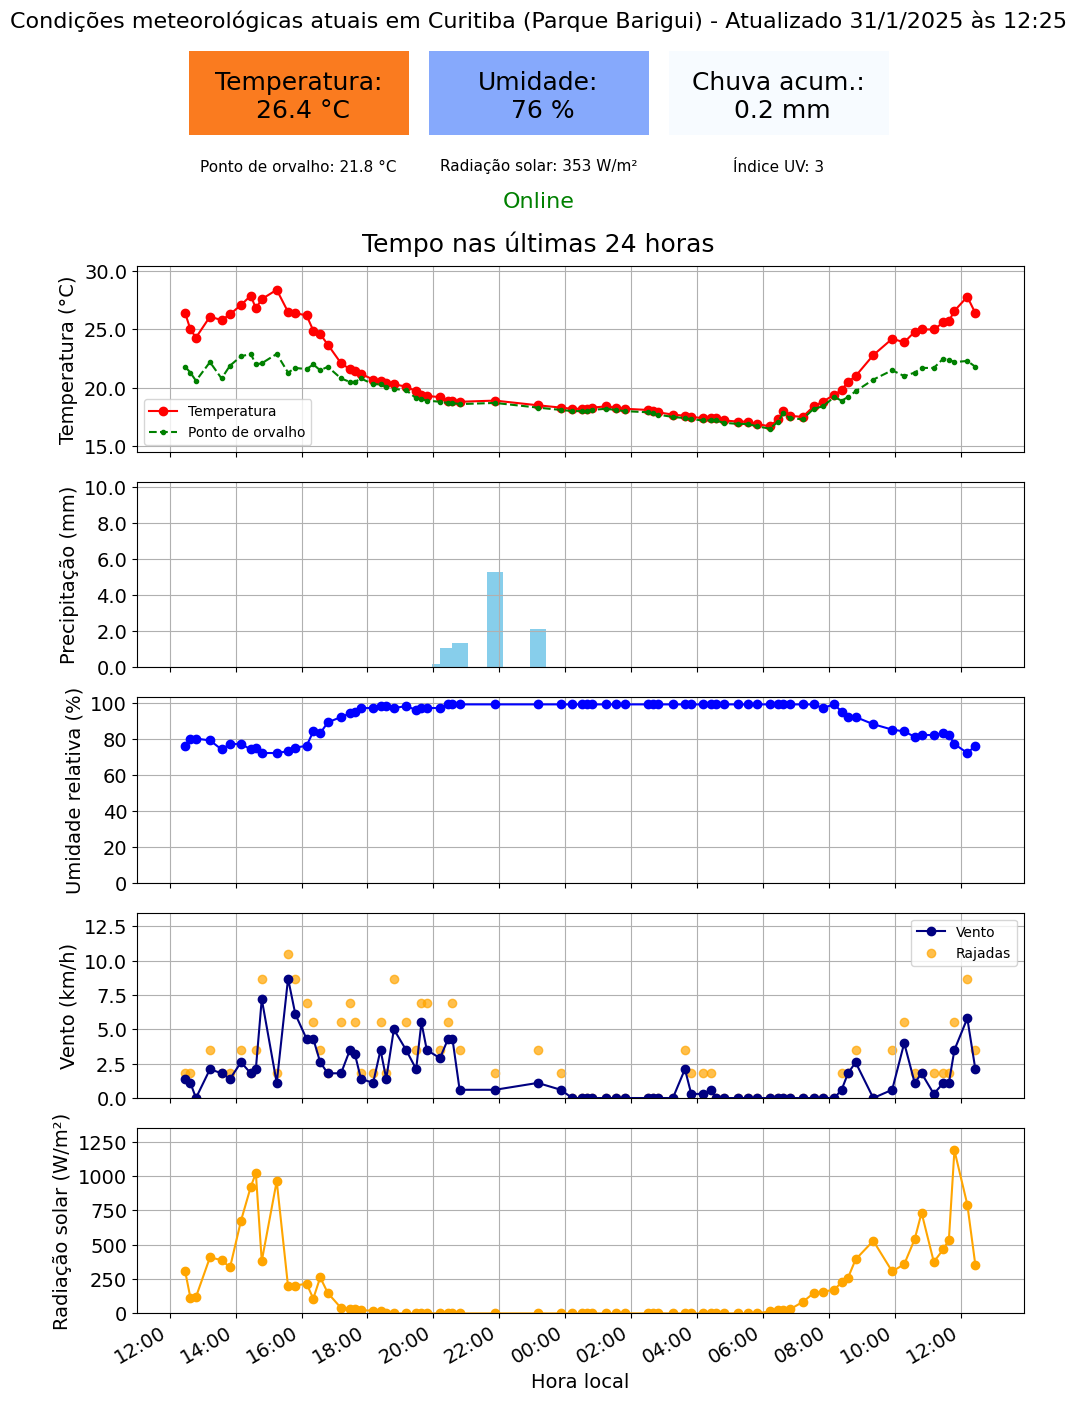 Condições meteorológicas atuais em Curitiba (Parque Barigui) - Atualizado 31/1/2025 às 12:25
Temperatura:
26.4 °C
Umidade:
76 %
Chuva acum.:
0.2 mm
Ponto de orvalho: 21.8 °C
Radiação solar: 353 W/m²
Índice UV: 3
Online
Tempo nas últimas 24 horas
Temperatura (°C)
30.0
25.0
20.0
15.0
Temperatura
Ponto de orvalho
Precipitação (mm)
10.0
8.0
6.0
4.0
2.0
0.0
Umidade relativa (%)
100
80
60
40
20
0
Vento (km/h)
12.5
10.0
7.5
5.0
2.5
0.0
Vento
Rajadas
Radiação solar (W/m²)
1250
1000
750
500
250
0
12:00
14:00
16:00
18:00
20:00
22:00
00:00
02:00
04:00
06:00
08:00
10:00
12:00
Hora local